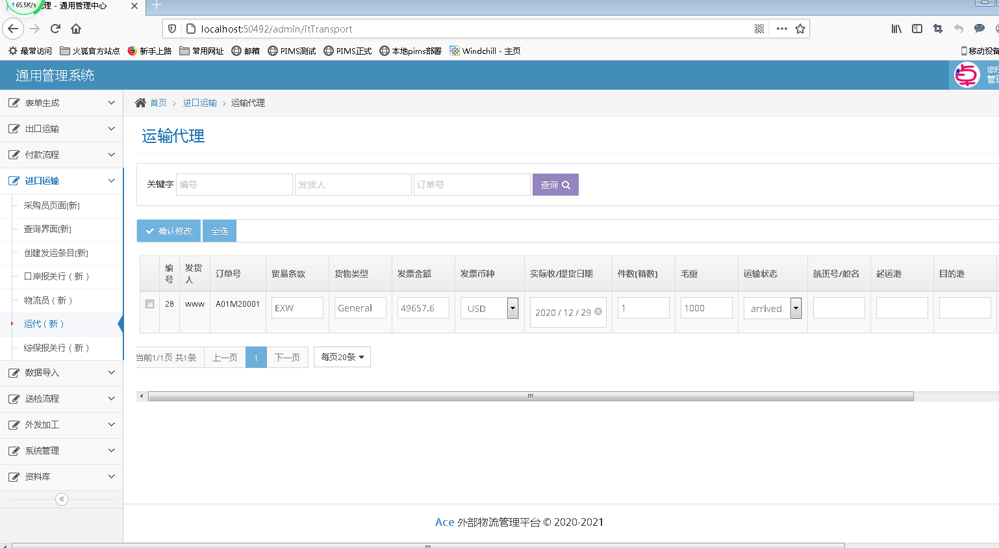 ↑65.5K/s 理 - 通用管理中心
localhost:50492/admin/itTransport
最常访问 火狐官方站点 新手上路 常用网址 邮箱 PIMS测试 PIMS正式 本地pims部署 Windchill - 主页 移动设备
通用管理系统
您好
管理
表单生成
出口运输
付款流程
进口运输
采购员页面(新)
查询界面(新)
创建发运条目(新)
口岸报关行（新）
物流员（新）
运代（新）
综保报关行（新）
数据导入
送检流程
外发加工
系统管理
资料库
首页 > 进口运输 > 运输代理
运输代理
关键字 编号 发货人 订单号 查询
确认修改 全选
编号 发货人 订单号 贸易条款 货物类型 发票金额 发票币种 实际收/提货日期 件数(箱数) 毛重 运输状态 航班号/船名 起运港 目的港
28 www A01M20001 EXW General 49657.6 USD 2020 / 12 / 29 1 1000 arrived
当前1/1页 共1条 上一页 1 下一页 每页20条
Ace 外部物流管理平台 © 2020-2021